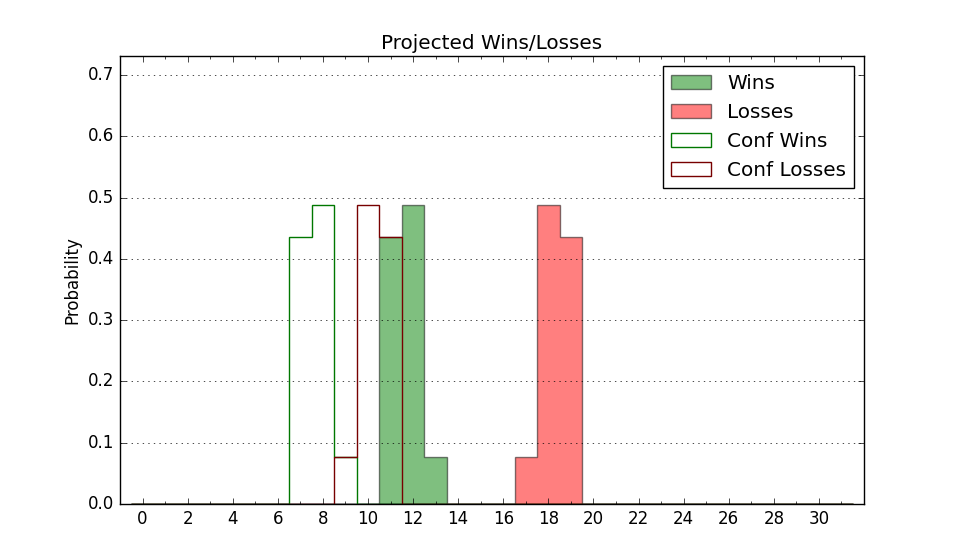 Projected Wins/Losses
0.7
0.6
0.5
0.4
0.3
0.2
0.1
0.0
Probability
Wins
Losses
Conf Wins
Conf Losses
0 2 4 6 8 10 12 14 16 18 20 22 24 26 28 30